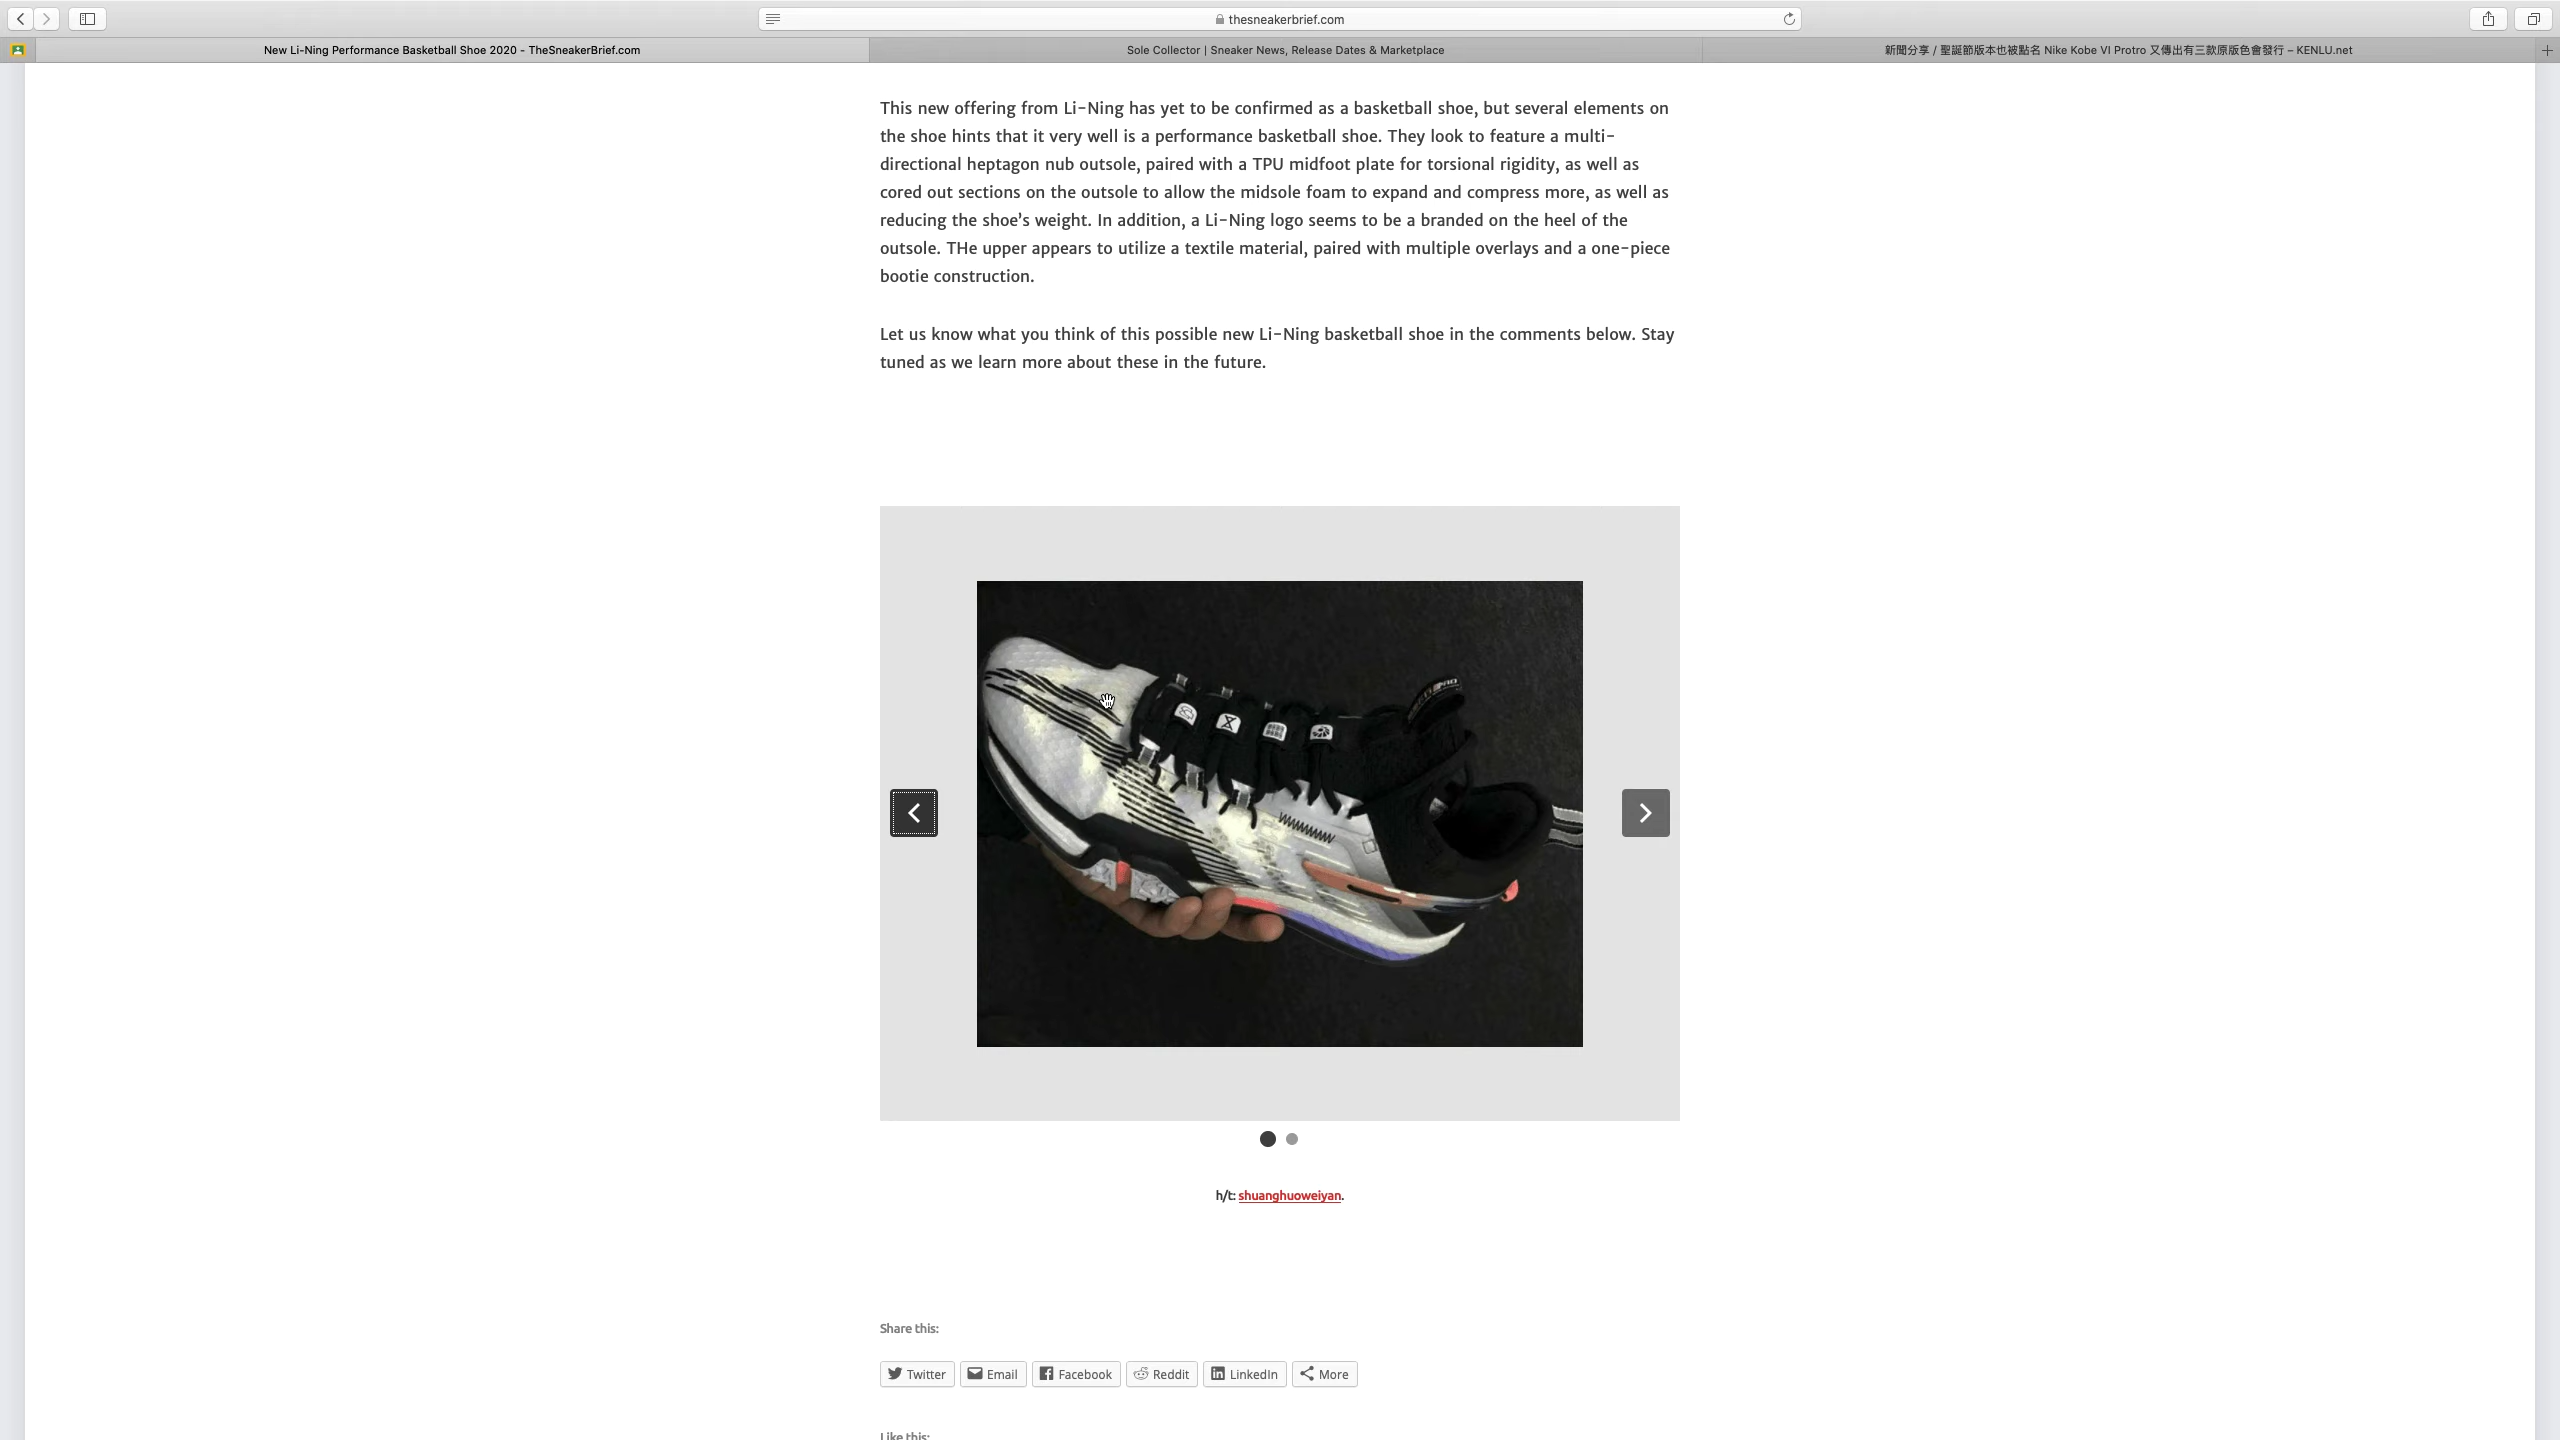 thesneakerbrief.com
New Li-Ning Performance Basketball Shoe 2020 - TheSneakerBrief.com
Sole Collector | Sneaker News, Release Dates & Marketplace
新聞分享 / 聖誕節版本也被點名 Nike Kobe VI Protro 又傳出有三款原版色會發行 – KENLU.net
This new offering from Li-Ning has yet to be confirmed as a basketball shoe, but several elements on
the shoe hints that it very well is a performance basketball shoe. They look to feature a multi-
directional heptagon nub outsole, paired with a TPU midfoot plate for torsional rigidity, as well as
cored out sections on the outsole to allow the midsole foam to expand and compress more, as well as
reducing the shoe’s weight. In addition, a Li-Ning logo seems to be a branded on the heel of the
outsole. THe upper appears to utilize a textile material, paired with multiple overlays and a one-piece
bootie construction.
Let us know what you think of this possible new Li-Ning basketball shoe in the comments below. Stay
tuned as we learn more about these in the future.
h/t: shuanghuoweiyan.
Share this:
Twitter Email Facebook Reddit LinkedIn More
Like this: